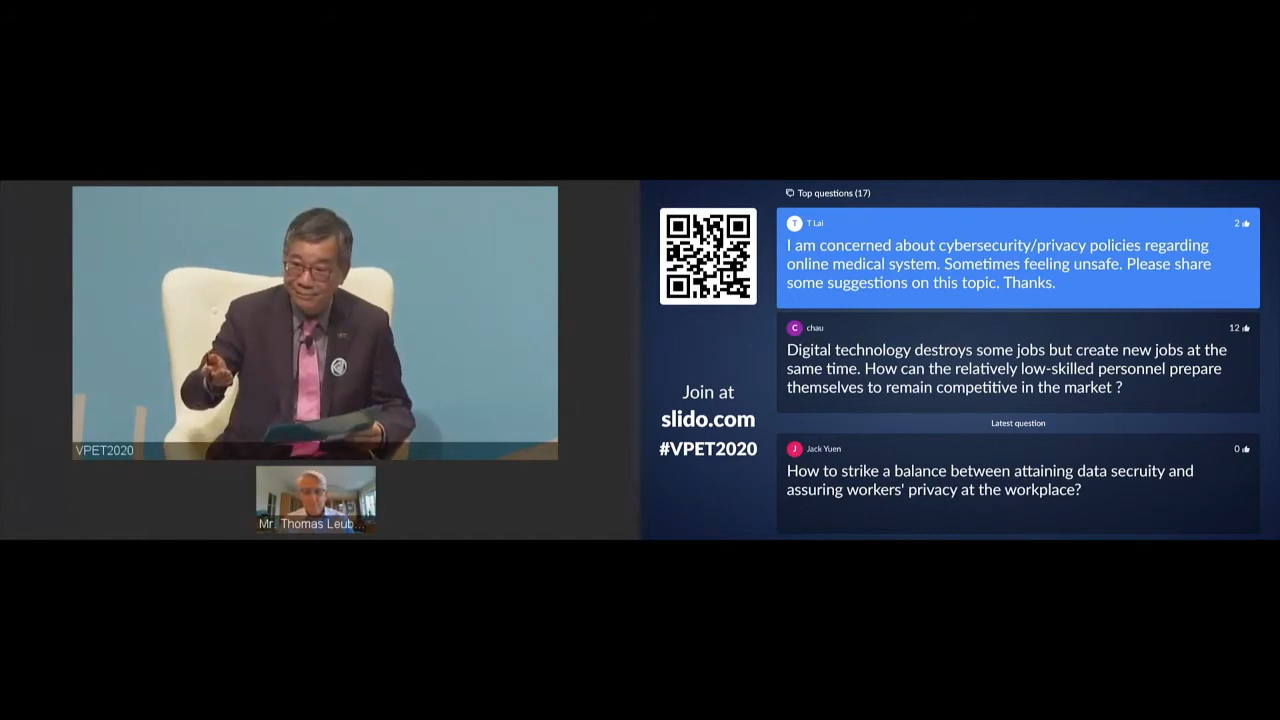 VPET2020
Mr. Thomas Leub...
Top questions (17)
T
T Lai
2
I am concerned about cybersecurity/privacy policies regarding
online medical system. Sometimes feeling unsafe. Please share
some suggestions on this topic. Thanks.
C
chau
12
Digital technology destroys some jobs but create new jobs at the
same time. How can the relatively low-skilled personnel prepare
themselves to remain competitive in the market ?
Join at
slido.com
#VPET2020
Latest question
J
Jack Yuen
0
How to strike a balance between attaining data secruity and
assuring workers' privacy at the workplace?